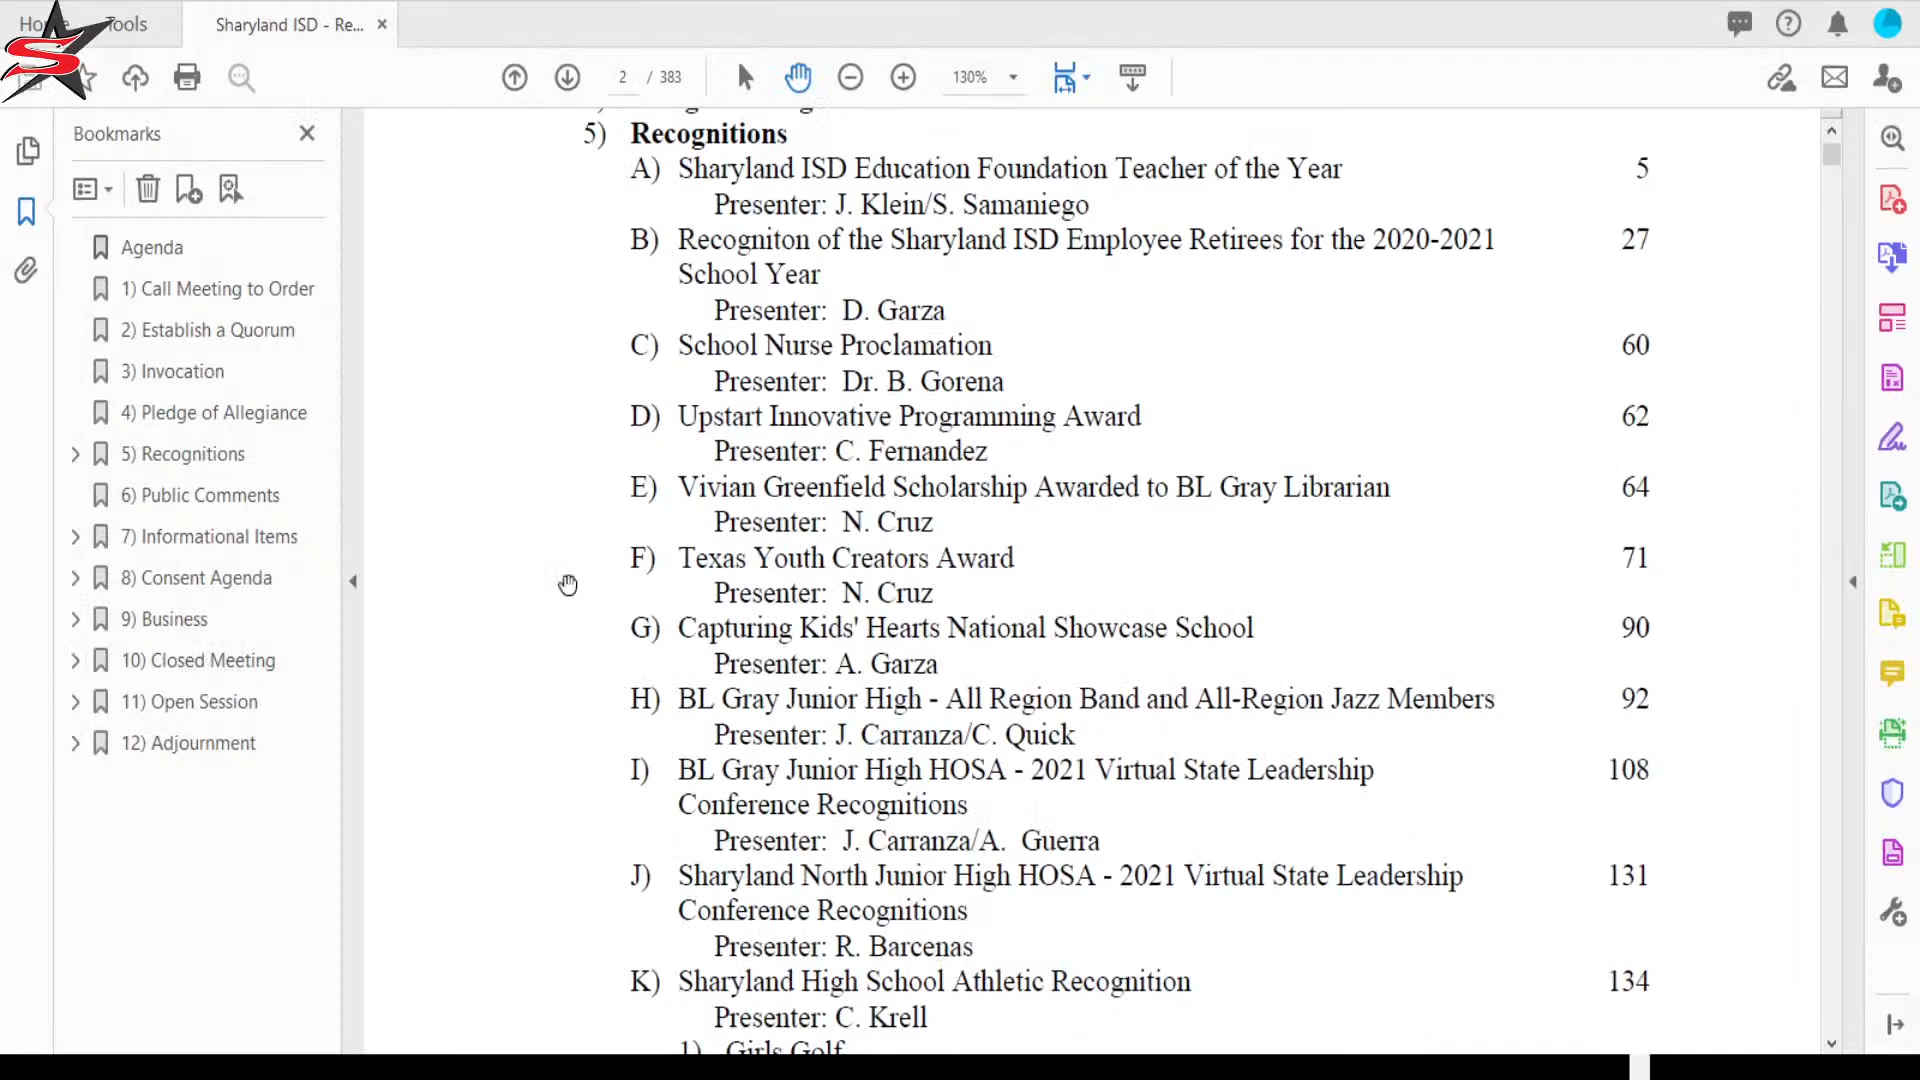 Tools
Sharyland ISD - Re...
2 / 383
130%
Bookmarks
Agenda
1) Call Meeting to Order
2) Establish a Quorum
3) Invocation
4) Pledge of Allegiance
5) Recognitions
6) Public Comments
7) Informational Items
8) Consent Agenda
9) Business
10) Closed Meeting
11) Open Session
12) Adjournment
5) Recognitions
A) Sharyland ISD Education Foundation Teacher of the Year 5
Presenter: J. Klein/S. Samaniego
B) Recogniton of the Sharyland ISD Employee Retirees for the 2020-2021 27
School Year
Presenter: D. Garza
C) School Nurse Proclamation 60
Presenter: Dr. B. Gorena
D) Upstart Innovative Programming Award 62
Presenter: C. Fernandez
E) Vivian Greenfield Scholarship Awarded to BL Gray Librarian 64
Presenter: N. Cruz
F) Texas Youth Creators Award 71
Presenter: N. Cruz
G) Capturing Kids' Hearts National Showcase School 90
Presenter: A. Garza
H) BL Gray Junior High - All Region Band and All-Region Jazz Members 92
Presenter: J. Carranza/C. Quick
I) BL Gray Junior High HOSA - 2021 Virtual State Leadership 108
Conference Recognitions
Presenter: J. Carranza/A. Guerra
J) Sharyland North Junior High HOSA - 2021 Virtual State Leadership 131
Conference Recognitions
Presenter: R. Barcenas
K) Sharyland High School Athletic Recognition 134
Presenter: C. Krell
1) Girls Golf